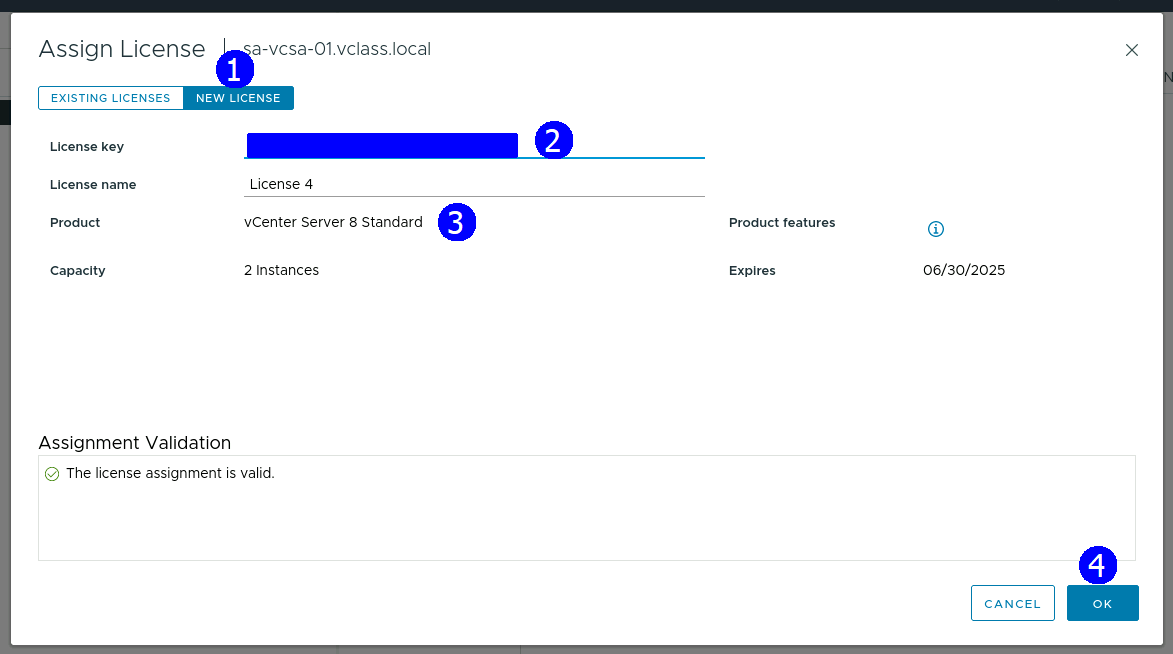 Assign License sa-vcsa-01.vclass.local
1
EXISTING LICENSES NEW LICENSE
License key 2
License name License 4
Product vCenter Server 8 Standard 3 Product features
Capacity 2 Instances Expires 06/30/2025
Assignment Validation
The license assignment is valid.
4
CANCEL OK